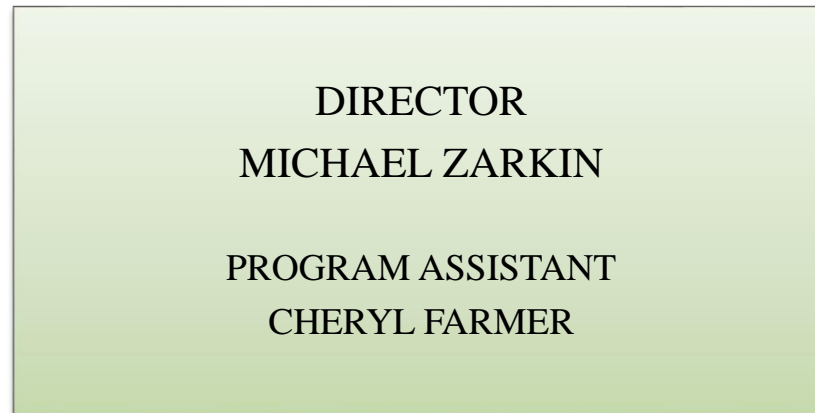 DIRECTOR
MICHAEL ZARKIN
PROGRAM ASSISTANT
CHERYL FARMER